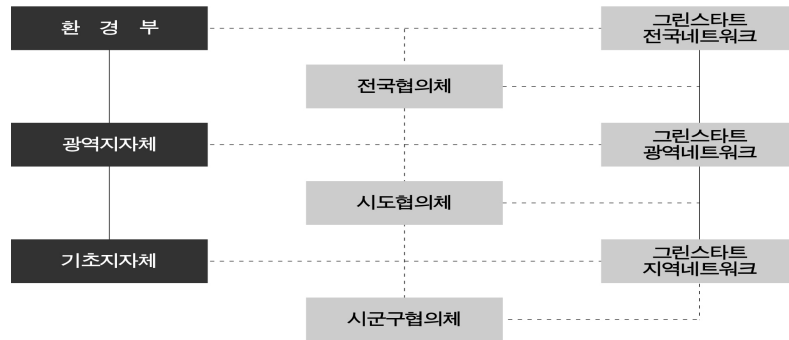 환 경 부
그린스타트
전국네트워크
전국협의체
광역지자체
그린스타트
광역네트워크
시도협의체
기초지자체
그린스타트
지역네트워크
시군구협의체